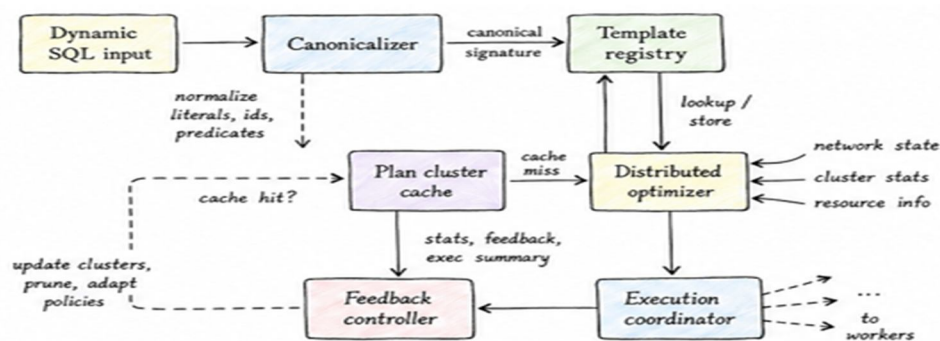 Dynamic
SQL input
Canonicalizer
canonical
signature
Template
registry
normalize
literals, ids,
predicates
lookup /
store
Plan cluster
cache
cache
miss
Distributed
optimizer
network state
cluster stats
resource info
cache hit?
stats, feedback,
exec summary
update clusters,
prune, adapt
policies
Feedback
controller
Execution
coordinator
...
to
workers